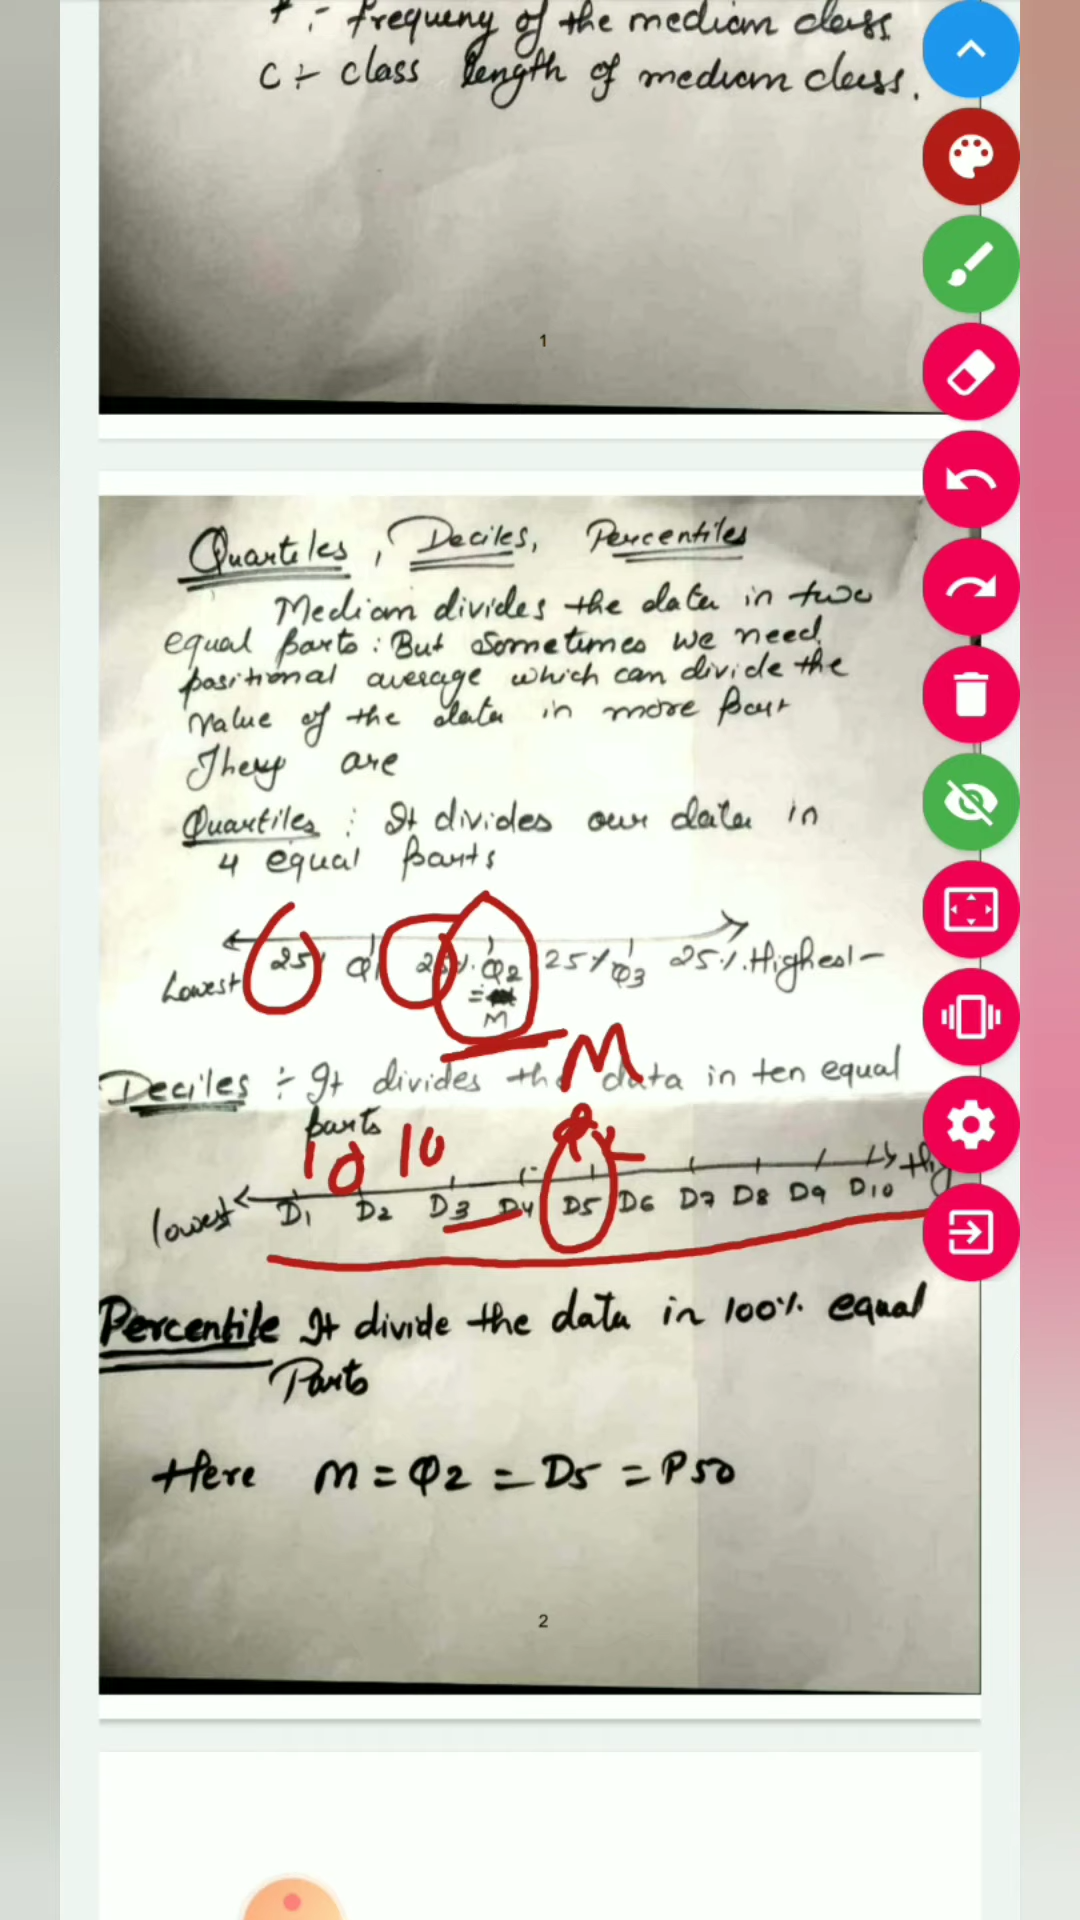 f :- frequeny of the median class
C :- class length of median class.
1
Quartiles, Deciles, Percentiles
Median divides the data in two
equal parts : But Sometimes we need
positional average which can divide the
value of the data in more part
They are
Quartiles : It divides our data in
4 equal parts
Lowest 25% Q1 25% Q2 25% Q3 25% Highest
= M
M
Deciles :- It divides the data in ten equal
parts
10 10 Q2
lowest D1 D2 D3 D4 D5 D6 D7 D8 D9 D10
Percentile It divide the data in 100% equal
Parts
Here M = Q2 = D5 = P50
2